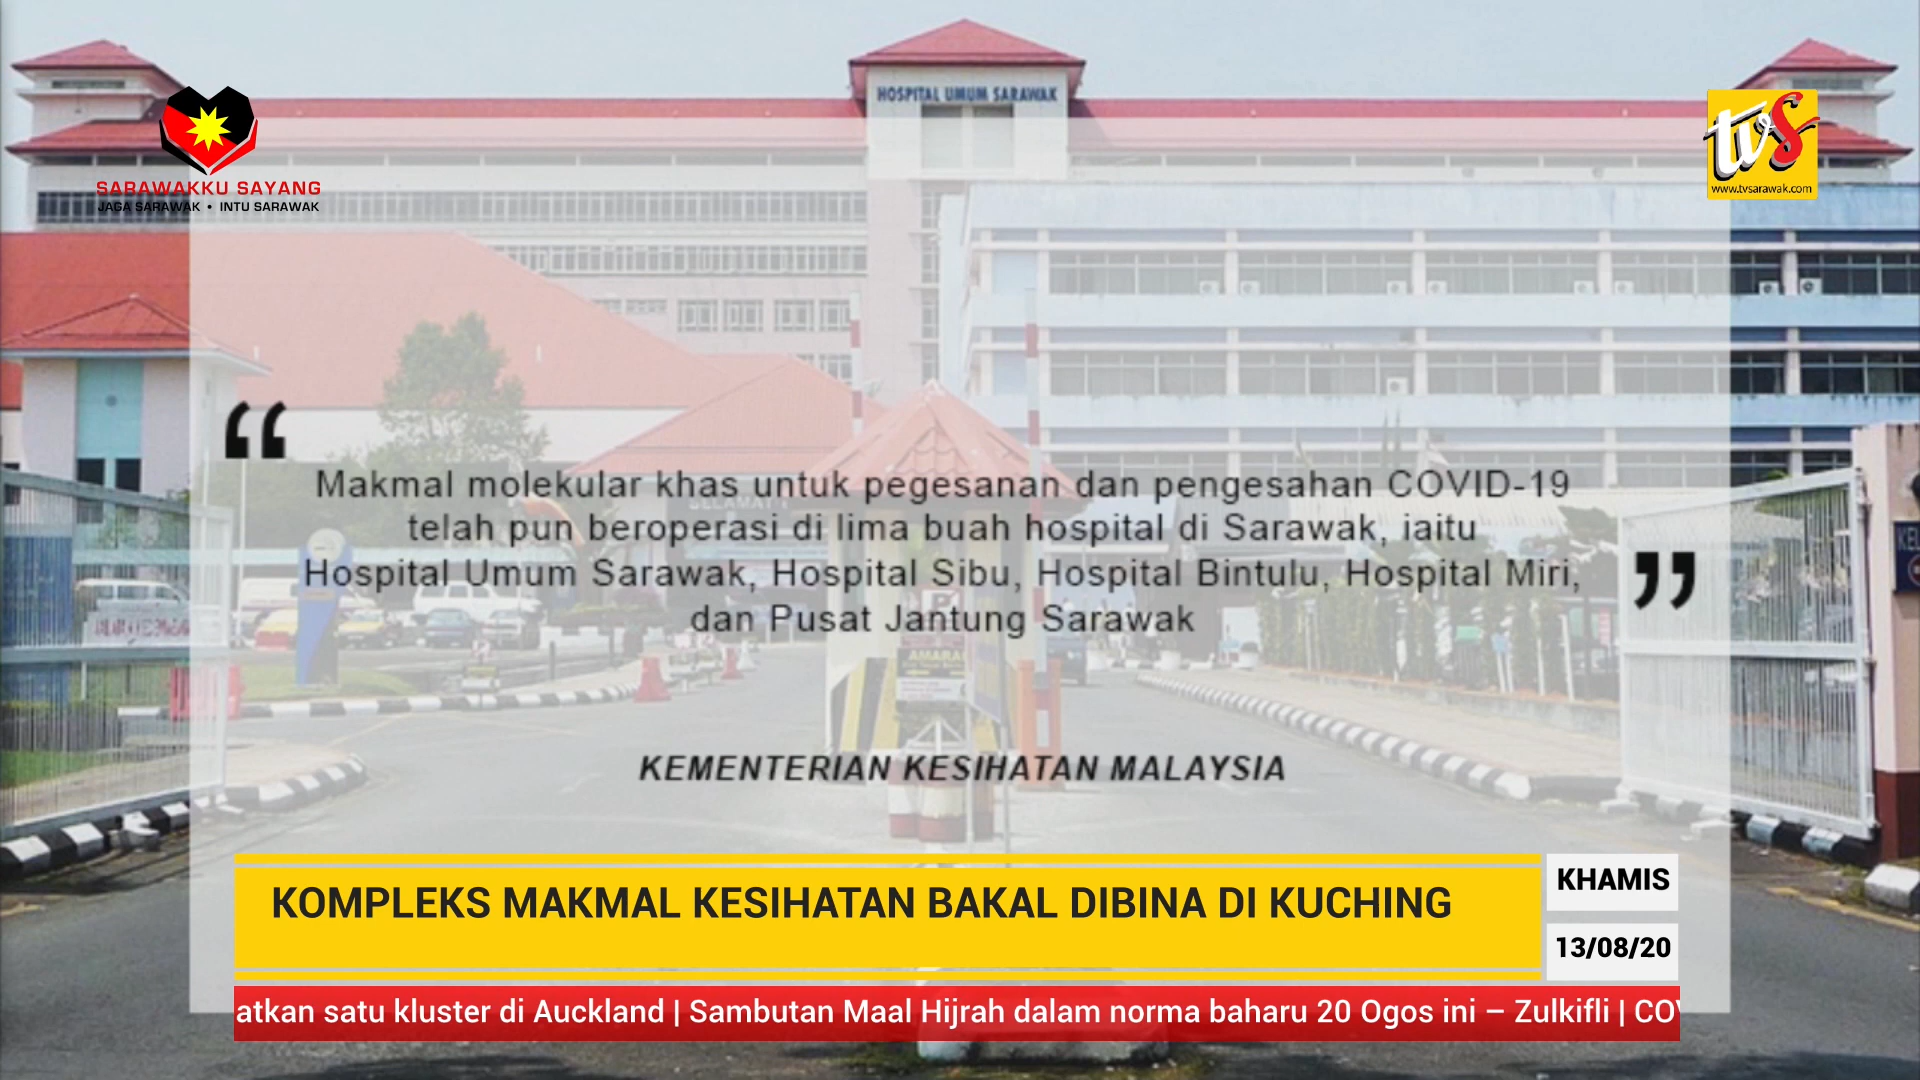 HOSPITAL UMUM SARAWAK
SARAWAKKU SAYANG
JAGA SARAWAK • INTU SARAWAK
tvS
www.tvsarawak.com
“
Makmal molekular khas untuk pegesanan dan pengesahan COVID-19
telah pun beroperasi di lima buah hospital di Sarawak, iaitu
Hospital Umum Sarawak, Hospital Sibu, Hospital Bintulu, Hospital Miri,
dan Pusat Jantung Sarawak
”
KEMENTERIAN KESIHATAN MALAYSIA
KOMPLEKS MAKMAL KESIHATAN BAKAL DIBINA DI KUCHING
KHAMIS
13/08/20
atkan satu kluster di Auckland | Sambutan Maal Hijrah dalam norma baharu 20 Ogos ini – Zulkifli |